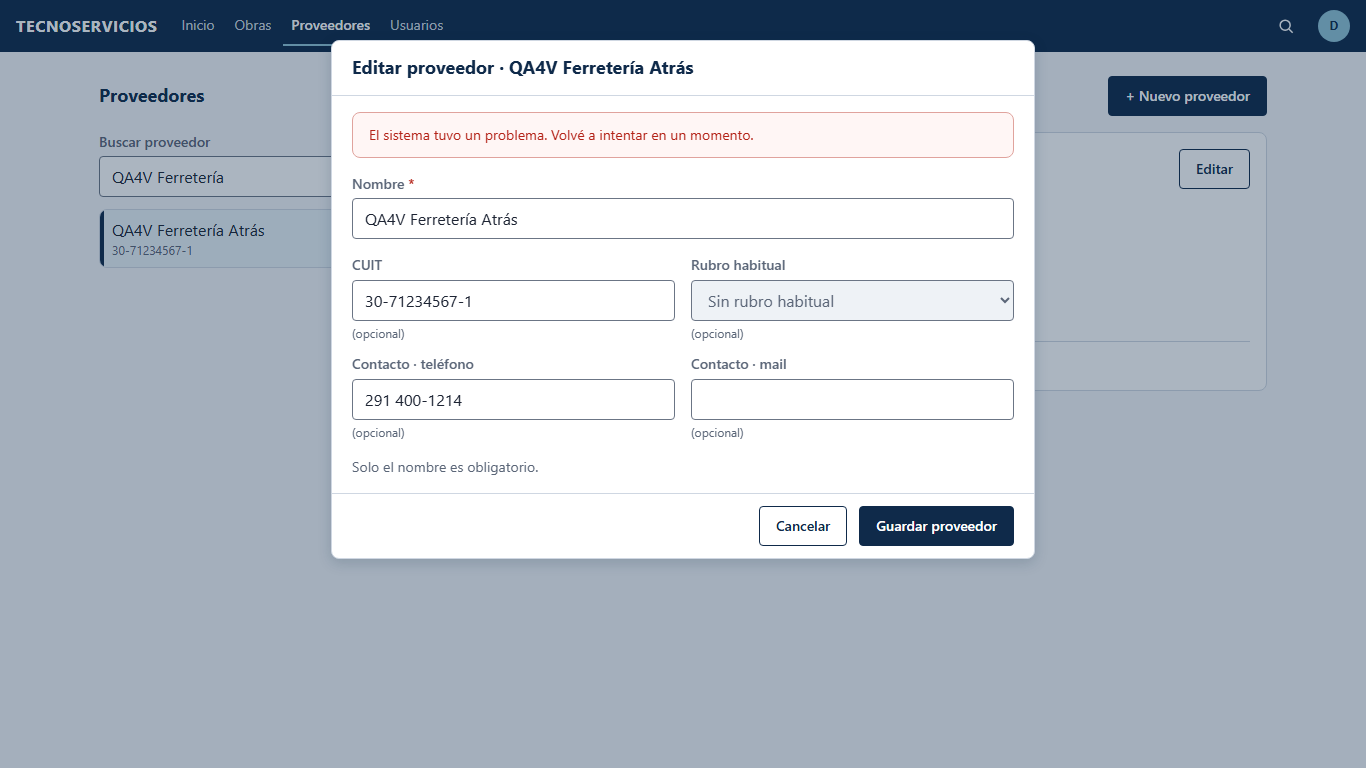 TECNOSERVICIOS Inicio Obras Proveedores Usuarios D
Editar proveedor · QA4V Ferretería Atrás
Proveedores
+ Nuevo proveedor
El sistema tuvo un problema. Volvé a intentar en un momento.
Buscar proveedor
QA4V Ferretería
Editar
Nombre *
QA4V Ferretería Atrás
QA4V Ferretería Atrás
30-71234567-1
CUIT
Rubro habitual
30-71234567-1
Sin rubro habitual
(opcional)
(opcional)
Contacto · teléfono
Contacto · mail
291 400-1214
(opcional)
(opcional)
Solo el nombre es obligatorio.
Cancelar
Guardar proveedor